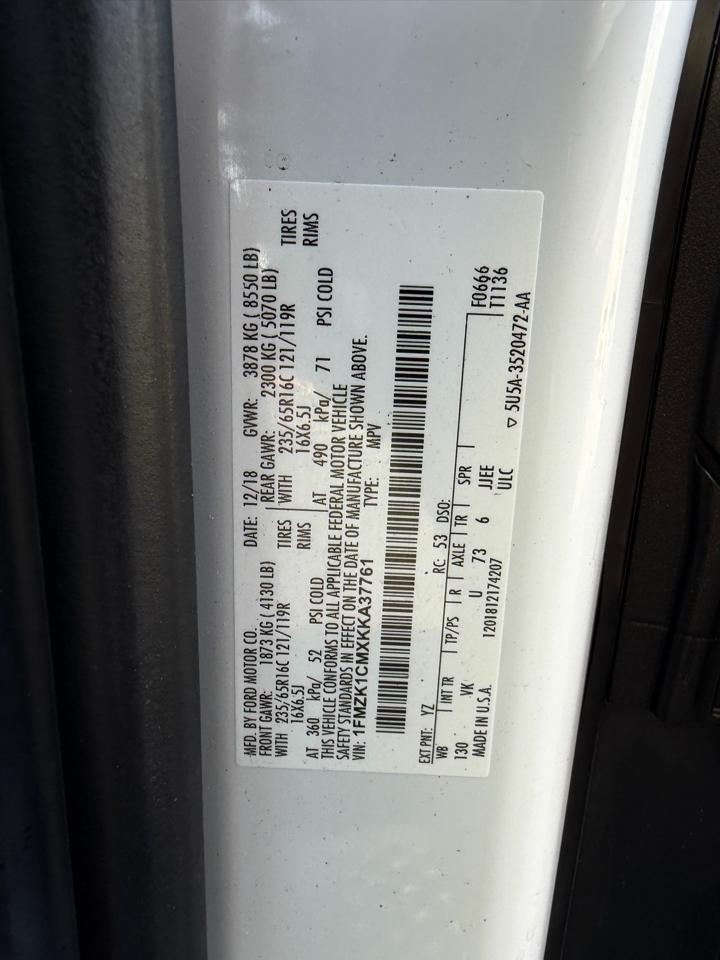 MFD. BY FORD MOTOR CO. DATE: 12/18 GVWR: 3878 KG ( 8550 LB)
FRONT GAWR: 1873 KG ( 4130 LB) REAR GAWR: 2300 KG ( 5070 LB)
WITH 235/65R16C 121/119R TIRES WITH 235/65R16C 121/119R TIRES
16X6.5J RIMS 16X6.5J RIMS
AT 360 kPa/ 52 PSI COLD AT 490 kPa/ 71 PSI COLD
THIS VEHICLE CONFORMS TO ALL APPLICABLE FEDERAL MOTOR VEHICLE
SAFETY STANDARDS IN EFFECT ON THE DATE OF MANUFACTURE SHOWN ABOVE.
VIN: 1FMZK1CMXKKA37761 TYPE: MPV
EXT PNT: YZ RC: 53 DSO:
WB INT TR TP/PS R AXLE TR SPR
130 VK U 73 6 JJEE F0666
MADE IN U.S.A. 1201812174207 ULC T1136
▽ 5U5A-3520472-AA